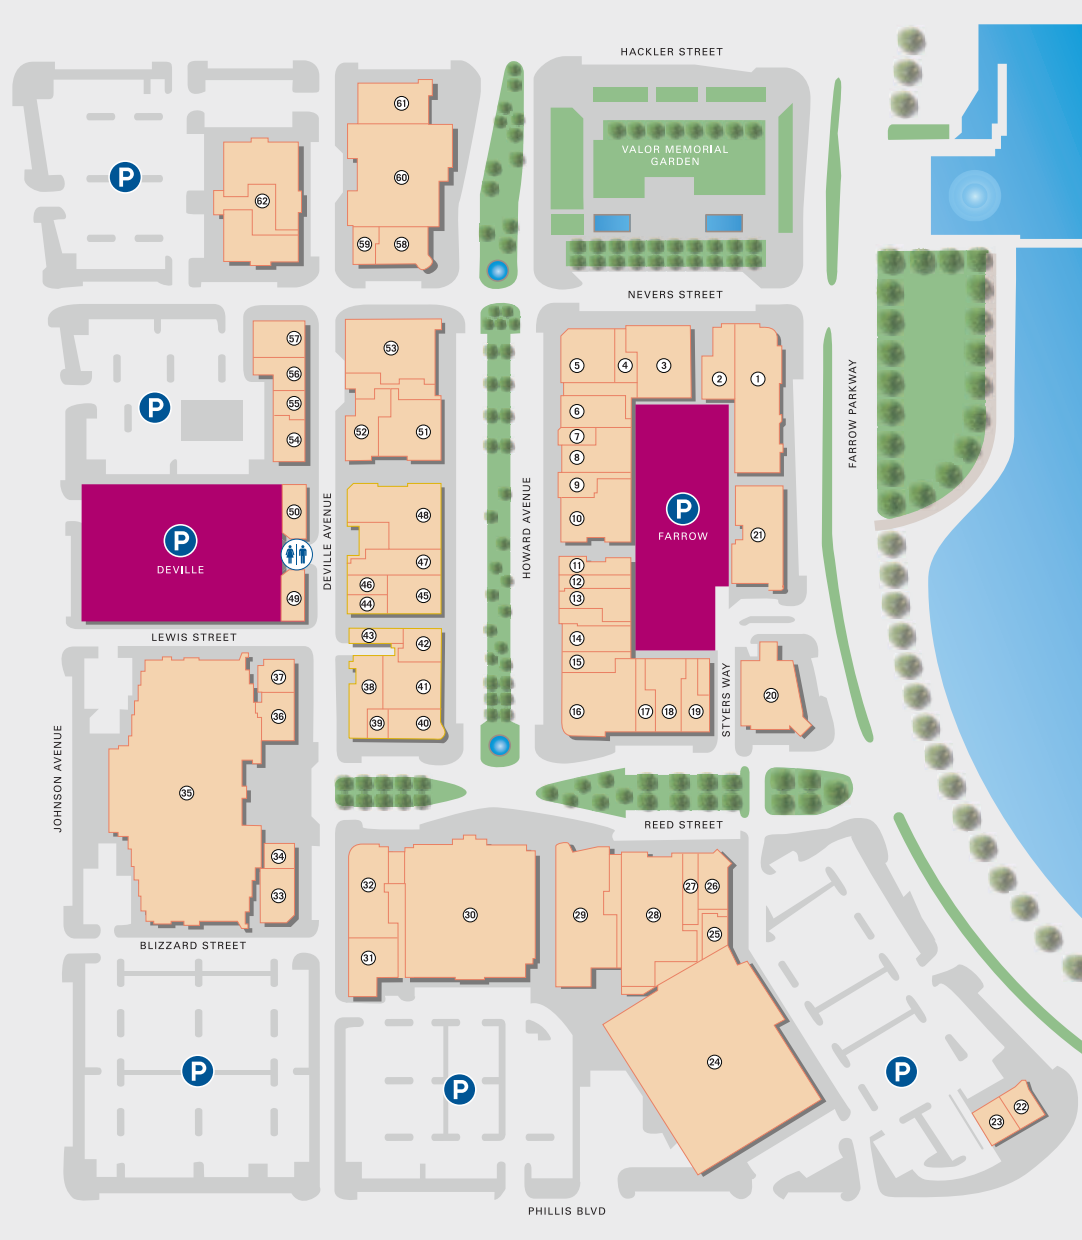 HACKLER STREET
61
VALOR MEMORIAL
GARDEN
P
60
62
59
58
NEVERS STREET
57
53
5
4
3
2
1
56
55
P
6
FARROW PARKWAY
54
52
51
7
8
9
50
48
10
P
FARROW
21
P
DEVILLE
DEVILLE AVENUE
HOWARD AVENUE
47
11
46
12
49
44
45
13
LEWIS STREET
43
42
14
15
37
38
41
20
36
39
40
16
17
18
19
STYERS WAY
JOHNSON AVENUE
35
REED STREET
34
32
27
26
33
30
29
28
25
BLIZZARD STREET
31
24
P
P
P
22
23
PHILLIS BLVD